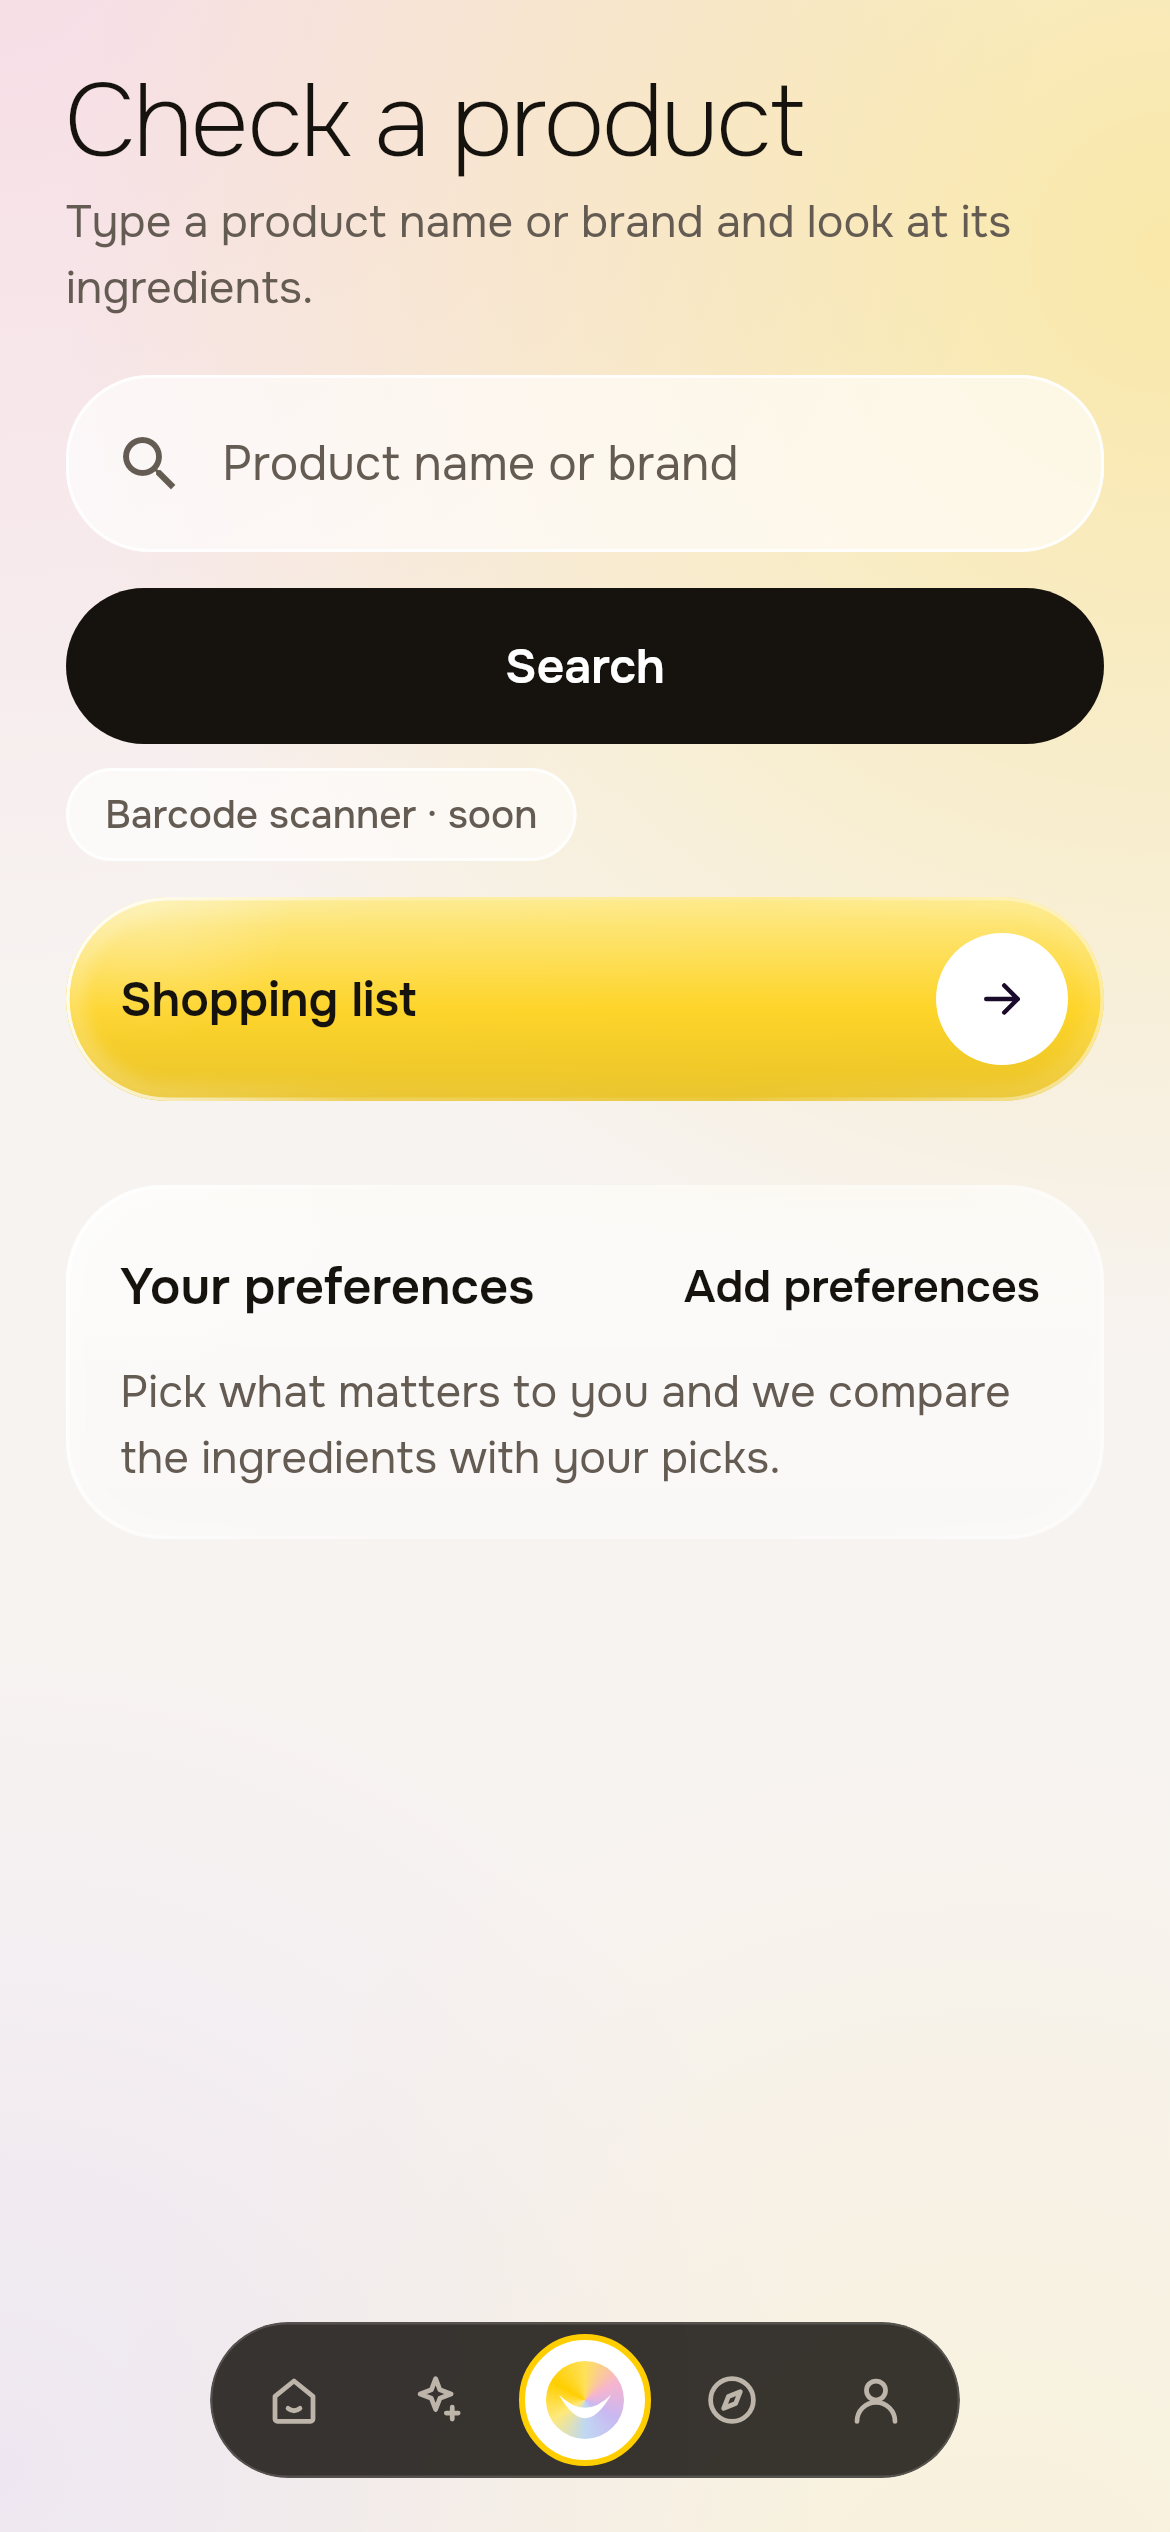 Check a product
Type a product name or brand and look at its
ingredients.
Product name or brand
Search
Barcode scanner · soon
Shopping list
Your preferences
Add preferences
Pick what matters to you and we compare
the ingredients with your picks.